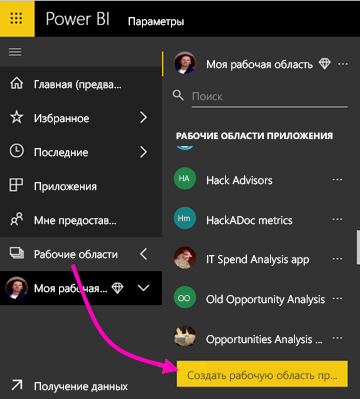 Power BI
Параметры
Главная (предва...
Избранное
Последние
Приложения
Мне предостав...
Рабочие области
Моя рабочая...
Получение данных
Моя рабочая область
Поиск
РАБОЧИЕ ОБЛАСТИ ПРИЛОЖЕНИЯ
HA Hack Advisors
Hm HackADoc metrics
IT Spend Analysis app
OO Old Opportunity Analysis
Opportunities Analysis ...
Создать рабочую область пр...